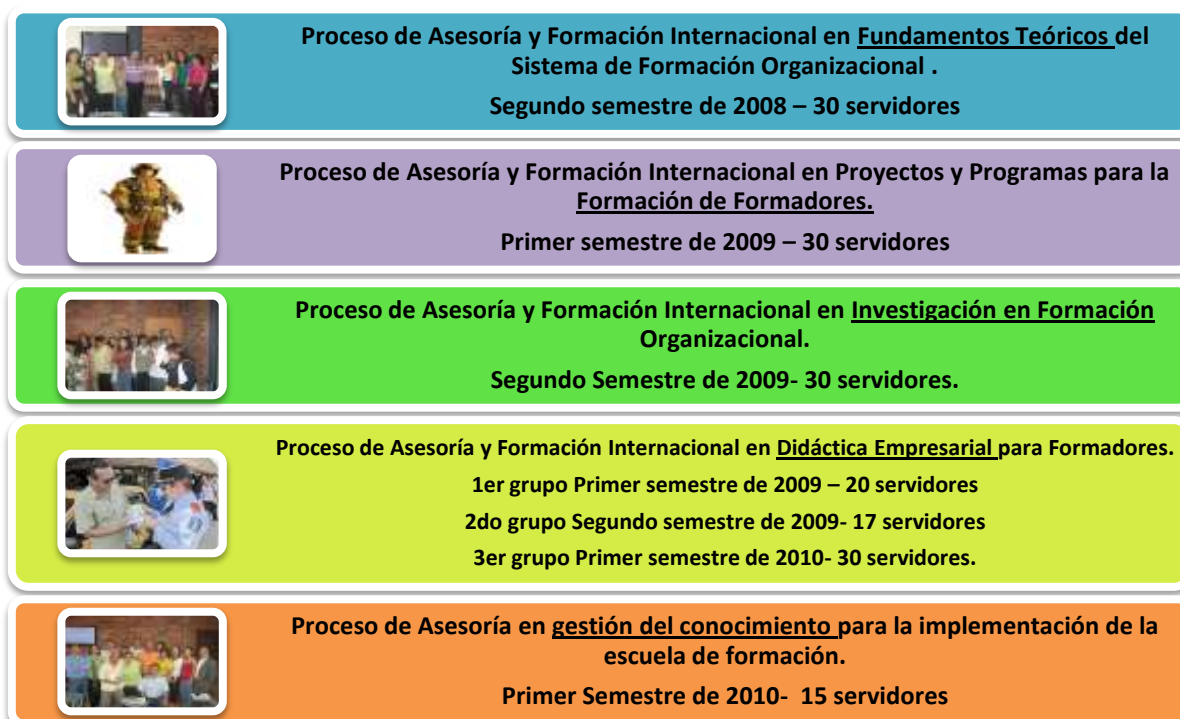 Proceso de Asesoría y Formación Internacional en Fundamentos Teóricos del
Sistema de Formación Organizacional .
Segundo semestre de 2008 – 30 servidores
Proceso de Asesoría y Formación Internacional en Proyectos y Programas para la
Formación de Formadores.
Primer semestre de 2009 – 30 servidores
Proceso de Asesoría y Formación Internacional en Investigación en Formación
Organizacional.
Segundo Semestre de 2009- 30 servidores.
Proceso de Asesoría y Formación Internacional en Didáctica Empresarial para Formadores.
1er grupo Primer semestre de 2009 – 20 servidores
2do grupo Segundo semestre de 2009- 17 servidores
3er grupo Primer semestre de 2010- 30 servidores.
Proceso de Asesoría en gestión del conocimiento para la implementación de la
escuela de formación.
Primer Semestre de 2010- 15 servidores